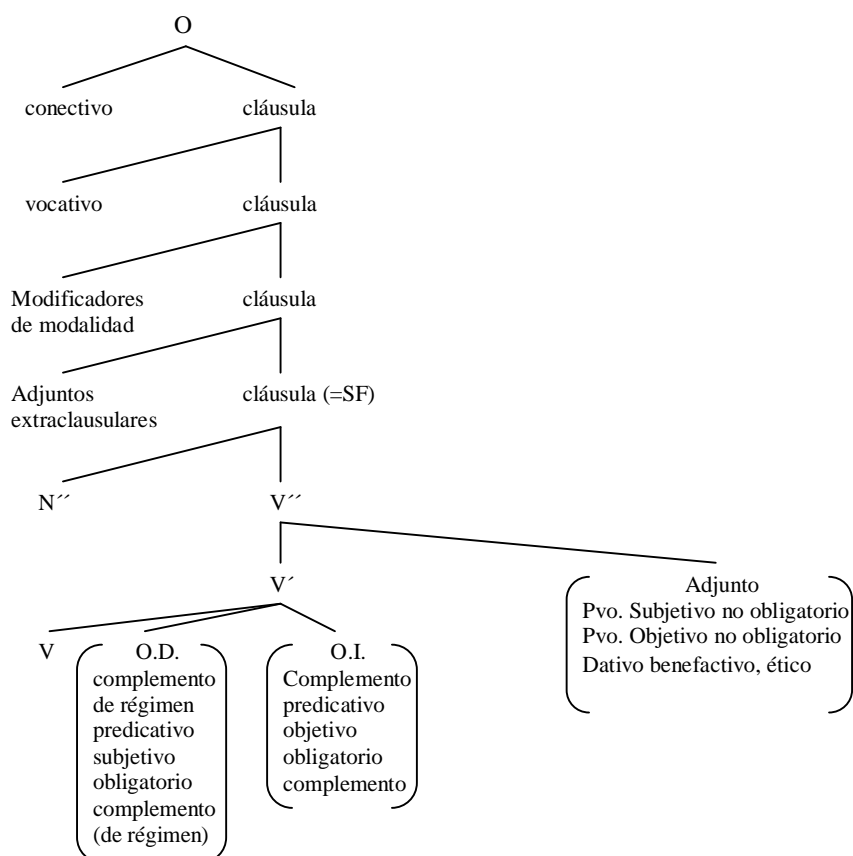 O
conectivo
cláusula
vocativo
cláusula
Modificadores
de modalidad
cláusula
Adjuntos
extraclausulares
cláusula (=SF)
N´´
V´´
V´
Adjunto
Pvo. Subjetivo no obligatorio
Pvo. Objetivo no obligatorio
Dativo benefactivo, ético
V
O.D.
complemento
de régimen
predicativo
subjetivo
obligatorio
complemento
(de régimen)
O.I.
Complemento
predicativo
objetivo
obligatorio
complemento